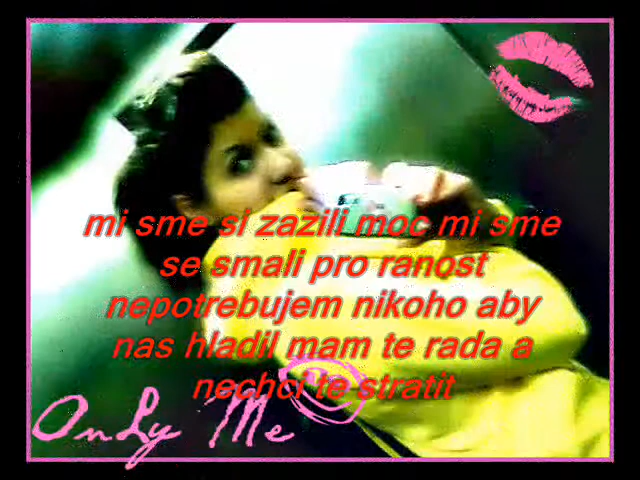 mi sme si zazili moc mi sme
se smali pro ranost
nepotrebujem nikoho aby
nas hladil mam te rada a
nechci te stratit
OnLy Me